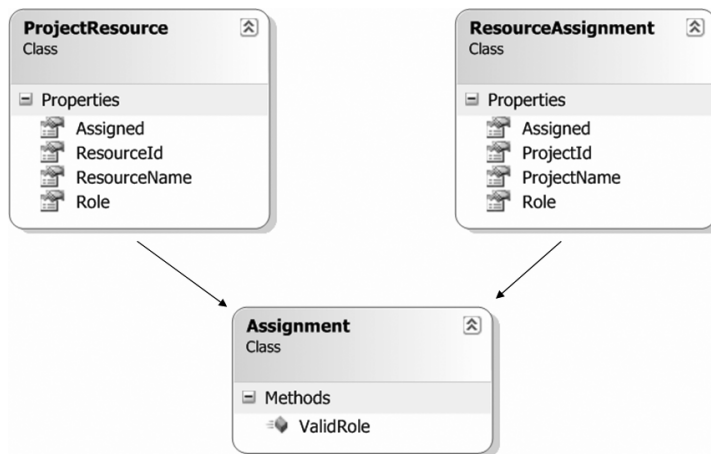 ProjectResource
Class
Properties
Assigned
ResourceId
ResourceName
Role
ResourceAssignment
Class
Properties
Assigned
ProjectId
ProjectName
Role
Assignment
Class
Methods
ValidRole